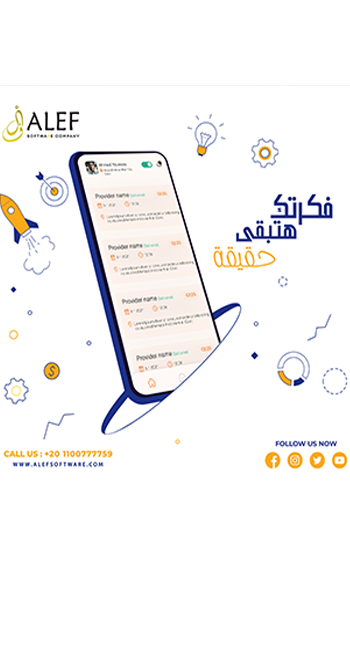 ALEF
SOFTWARE COMPANY
فكرتك
هتبقى
حقيقة
Provider name
Provider name
Provider name
Provider name
CALL US : +20 1100777759
WWW.ALEFSOFTWARE.COM
FOLLOW US NOW